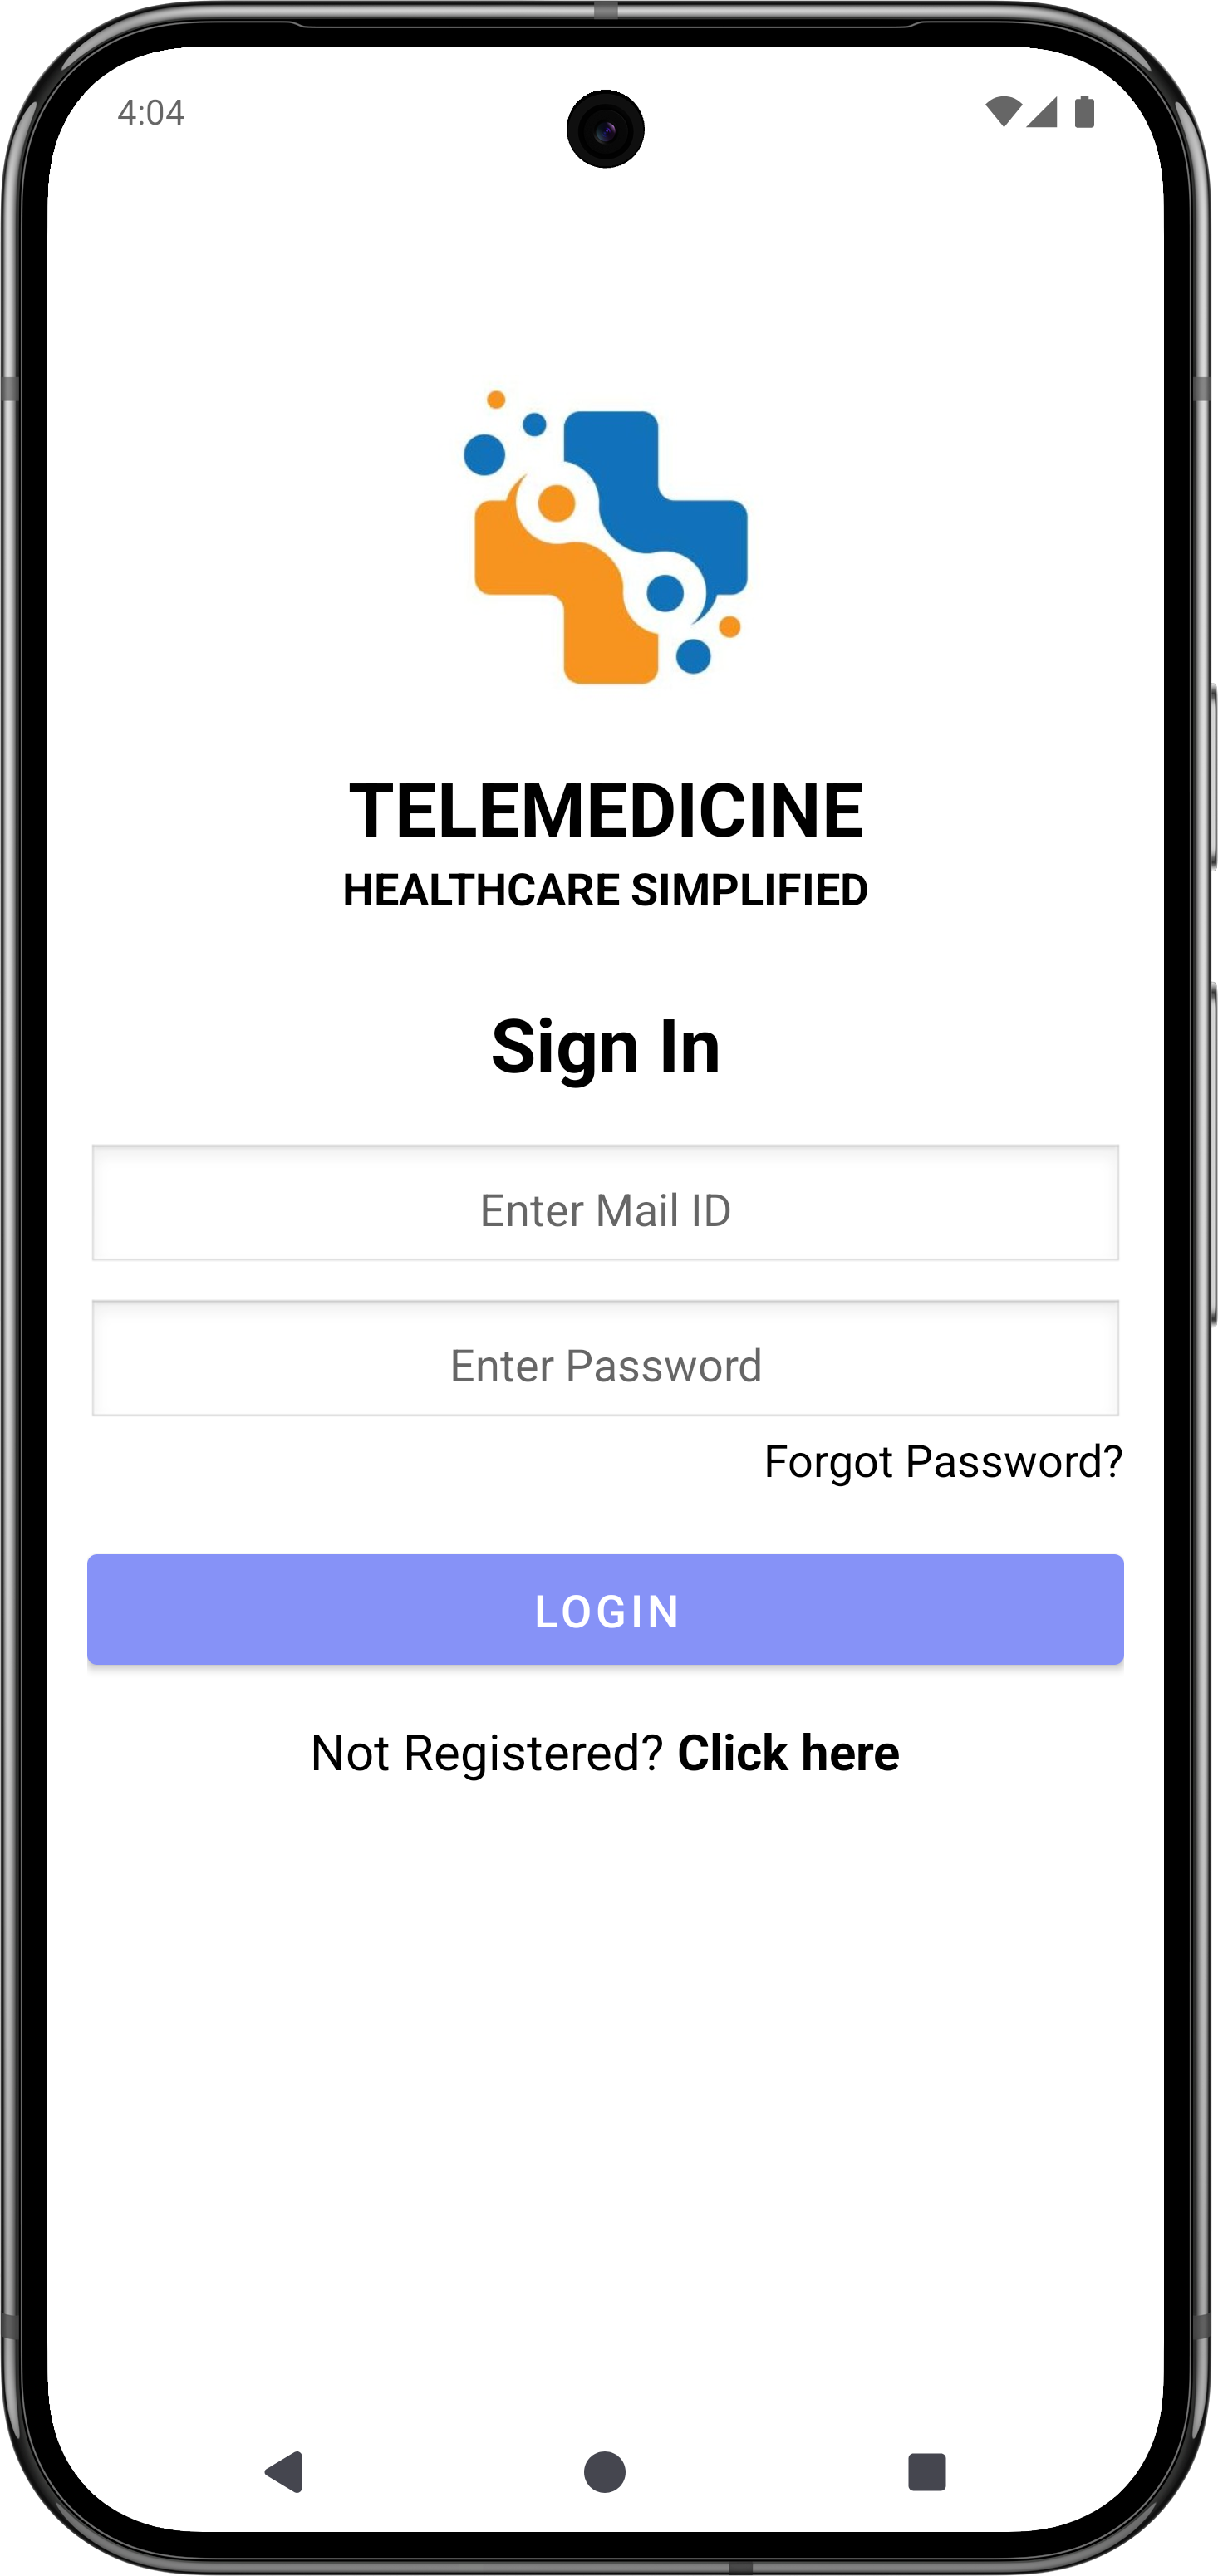 4:04
TELEMEDICINE
HEALTHCARE SIMPLIFIED
Sign In
Enter Mail ID
Enter Password
Forgot Password?
LOGIN
Not Registered? Click here